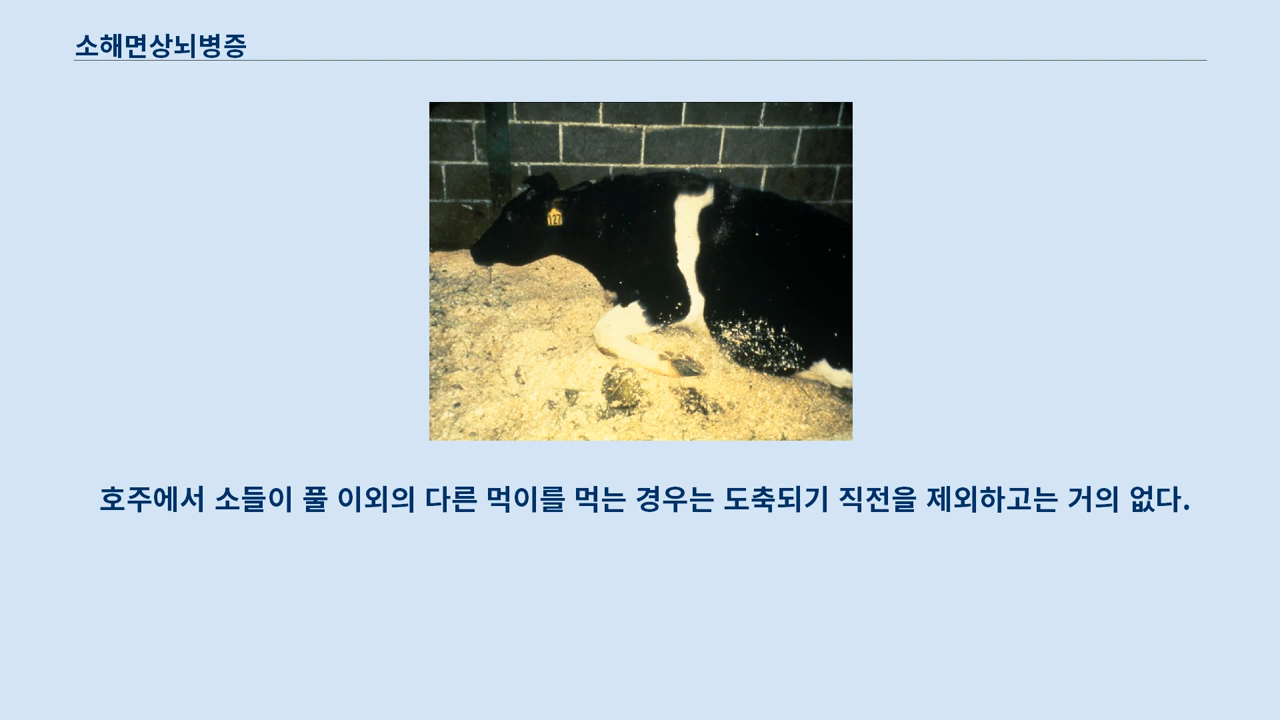 소해면상뇌병증
127
호주에서 소들이 풀 이외의 다른 먹이를 먹는 경우는 도축되기 직전을 제외하고는 거의 없다.